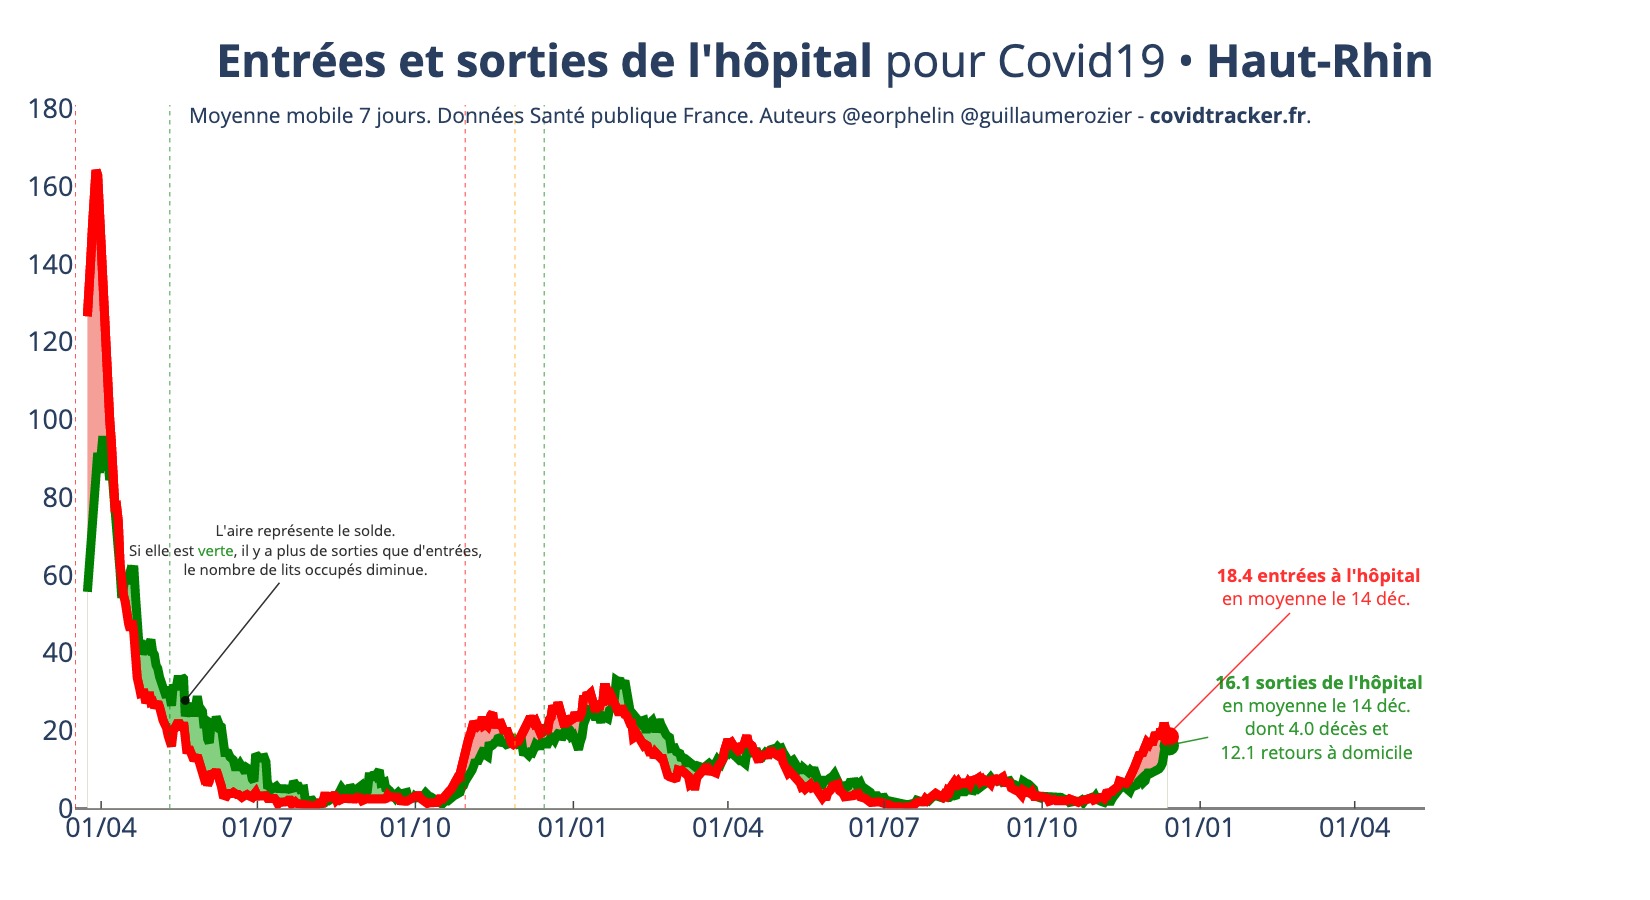 Entrées et sorties de l'hôpital pour Covid19 • Haut-Rhin
Moyenne mobile 7 jours. Données Santé publique France. Auteurs @eorphelin @guillaumerozier - covidtracker.fr.
180
160
140
120
100
80
60
40
20
0
L'aire représente le solde.
Si elle est verte, il y a plus de sorties que d'entrées,
le nombre de lits occupés diminue.
18.4 entrées à l'hôpital
en moyenne le 14 déc.
16.1 sorties de l'hôpital
en moyenne le 14 déc.
dont 4.0 décès et
12.1 retours à domicile
01/04 01/07 01/10 01/01 01/04 01/07 01/10 01/01 01/04